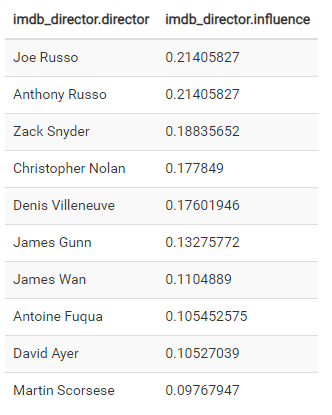 imdb_director.director imdb_director.influence
Joe Russo 0.21405827
Anthony Russo 0.21405827
Zack Snyder 0.18835652
Christopher Nolan 0.177849
Denis Villeneuve 0.17601946
James Gunn 0.13275772
James Wan 0.1104889
Antoine Fuqua 0.105452575
David Ayer 0.10527039
Martin Scorsese 0.09767947